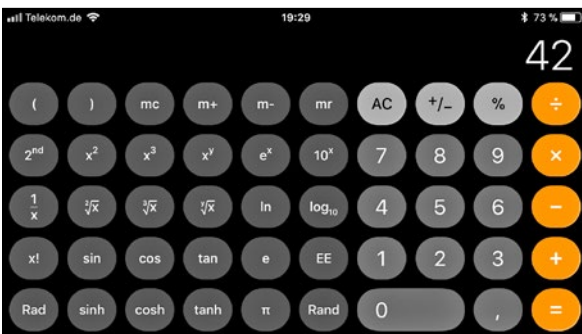 Telekom.de 19:29 73 %
42
( ) mc m+ m- mr AC +/- % ÷
2ⁿᵈ x² x³ xʸ eˣ 10ˣ 7 8 9 ×
1/x ²√x ³√x ʸ√x ln log₁₀ 4 5 6 −
x! sin cos tan e EE 1 2 3 +
Rad sinh cosh tanh π Rand 0 , =